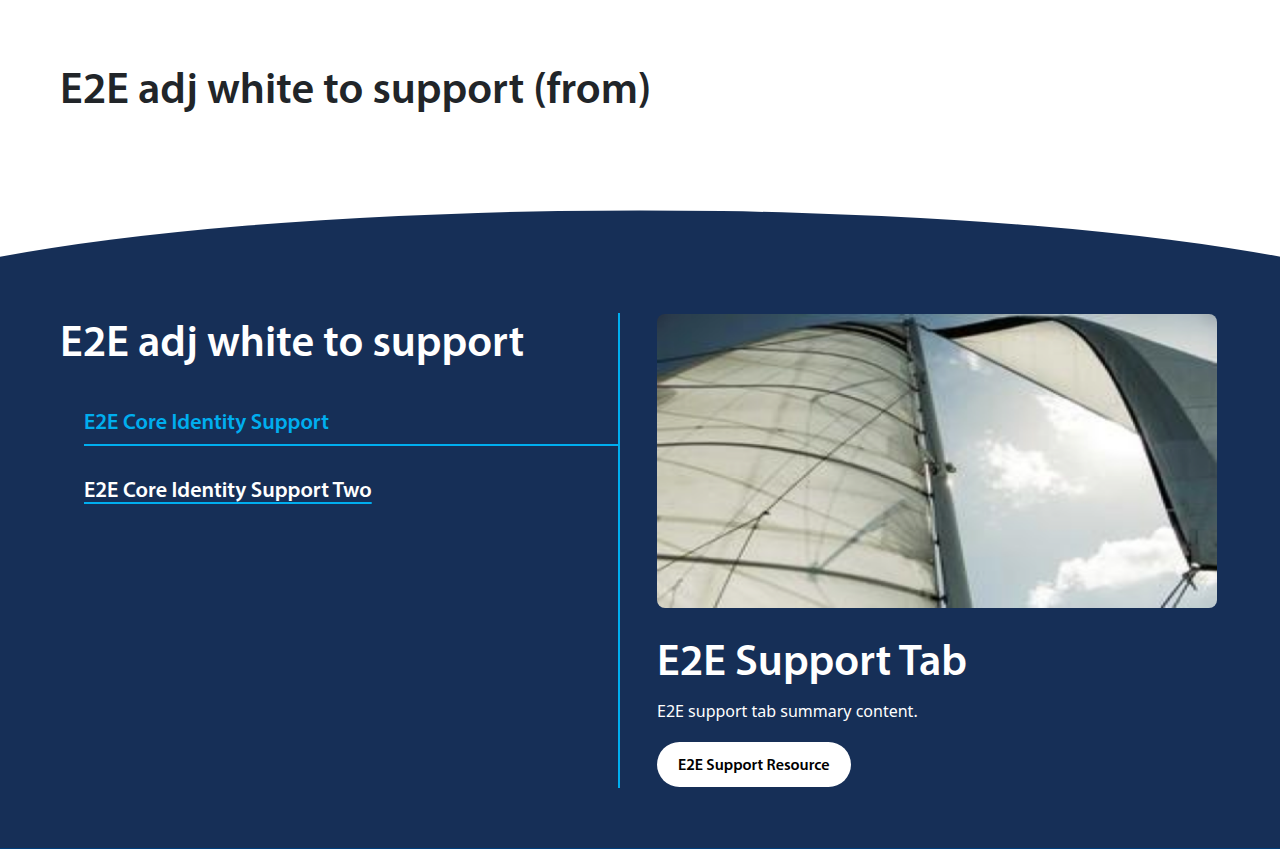 E2E adj white to support (from)
E2E adj white to support
E2E Core Identity Support
E2E Core Identity Support Two
E2E Support Tab
E2E support tab summary content.
E2E Support Resource